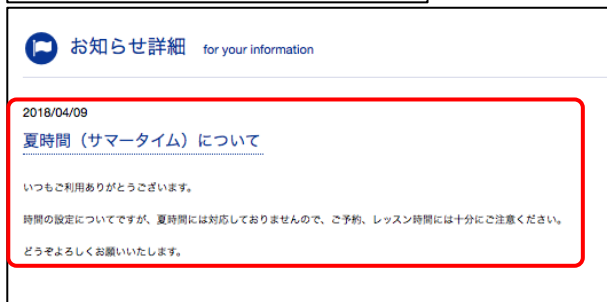 お知らせ詳細 for your information
2018/04/09
夏時間（サマータイム）について
いつもご利用ありがとうございます。
時間の設定についてですが、夏時間には対応しておりませんので、ご予約、レッスン時間には十分にご注意ください。
どうぞよろしくお願いいたします。